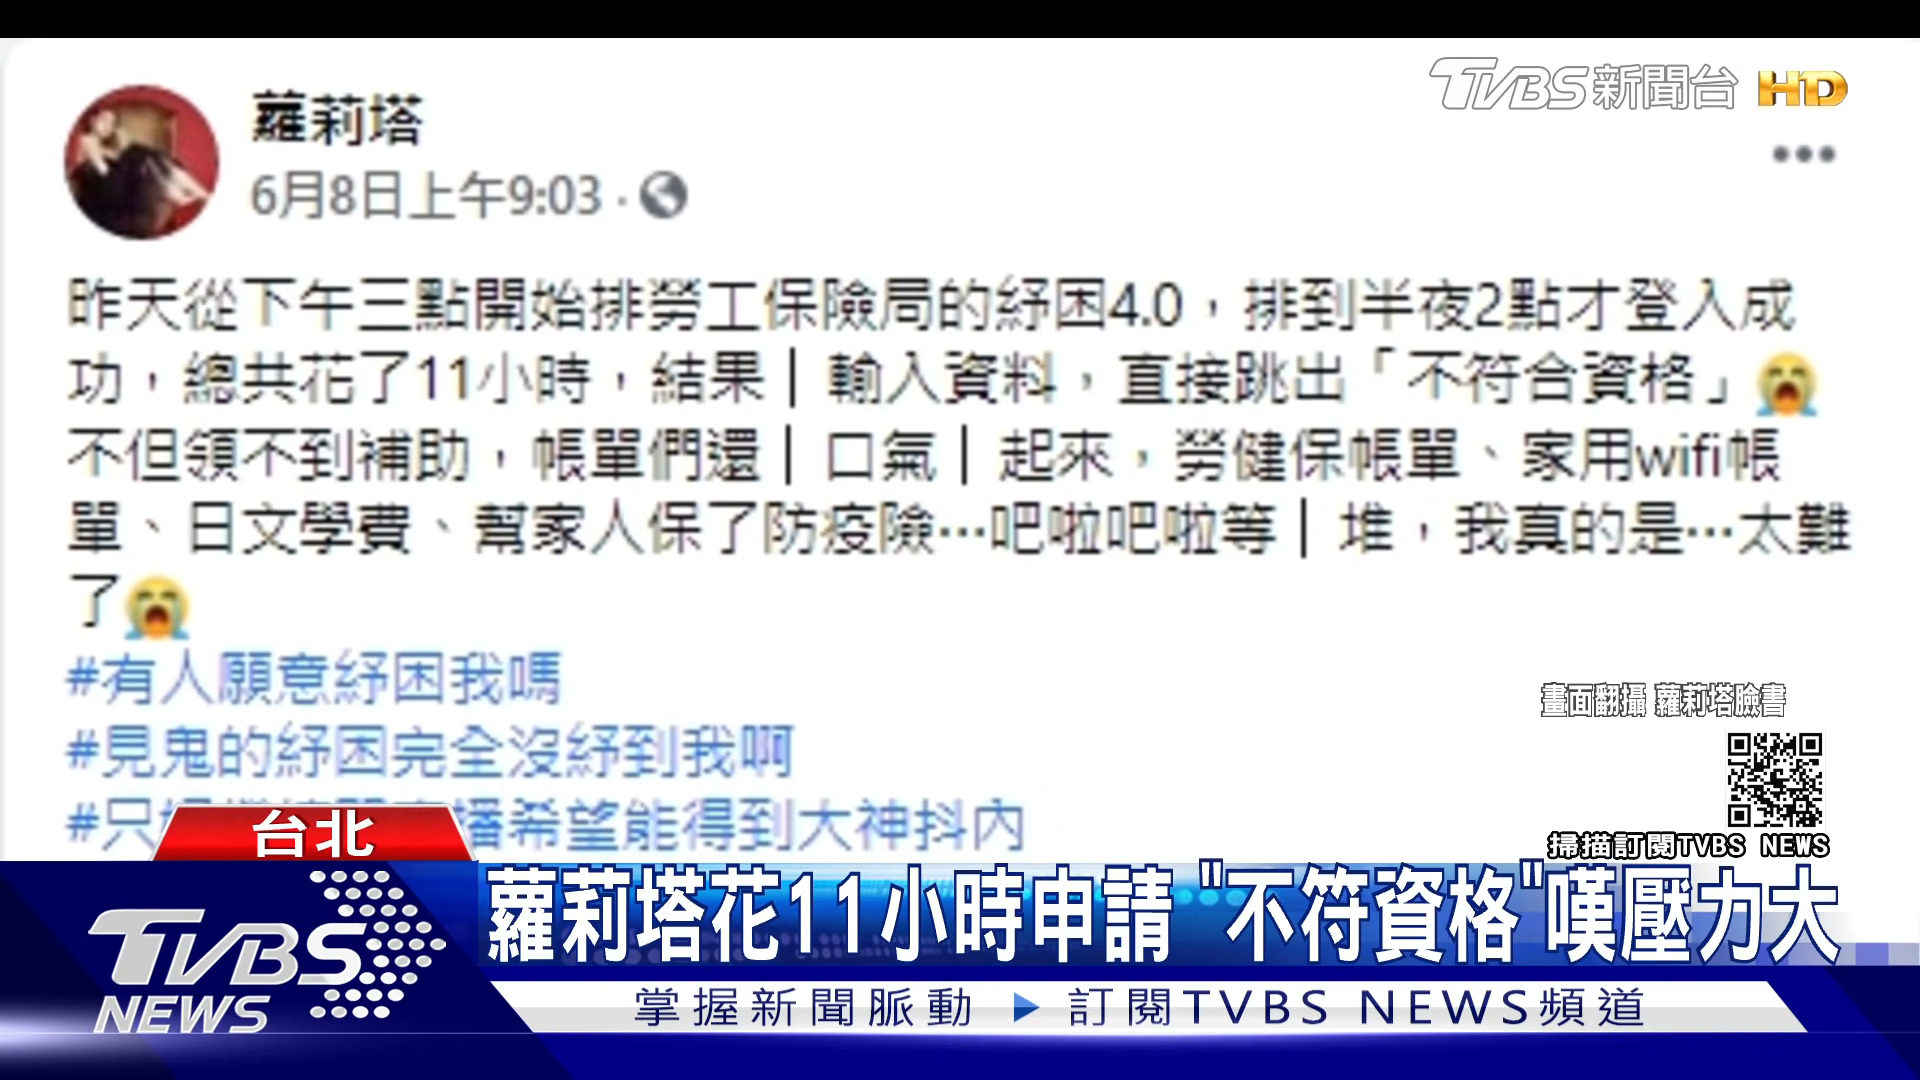 TVBS新聞台 HD
蘿莉塔
6月8日上午9:03 ·
昨天從下午三點開始排勞工保險局的紓困4.0，排到半夜2點才登入成
功，總共花了11小時，結果｜輸入資料，直接跳出「不符合資格」😭
不但領不到補助，帳單們還｜口氣｜起來，勞健保帳單、家用wifi帳
單、日文學費、幫家人保了防疫險⋯吧啦吧啦等｜堆，我真的是⋯太難
了😭
#有人願意紓困我嗎
#見鬼的紓困完全沒紓到我啊
#只 播希望能得到大神抖內
畫面翻攝 蘿莉塔臉書
掃描訂閱TVBS NEWS
台北
蘿莉塔花11小時申請 "不符資格"嘆壓力大
TVBS
NEWS
掌握新聞脈動 ▶ 訂閱TVBS NEWS頻道